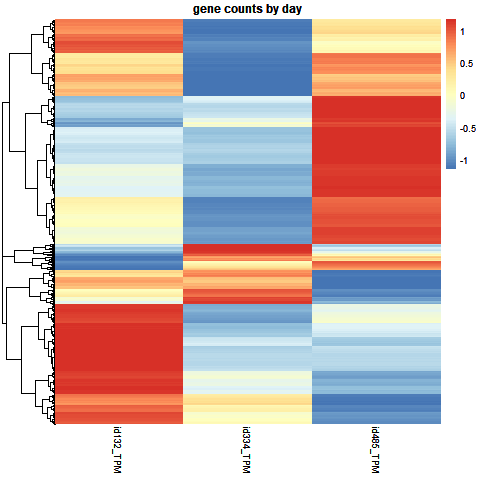 gene counts by day
1
0.5
0
-0.5
-1
id132_TPM
id334_TPM
id485_TPM